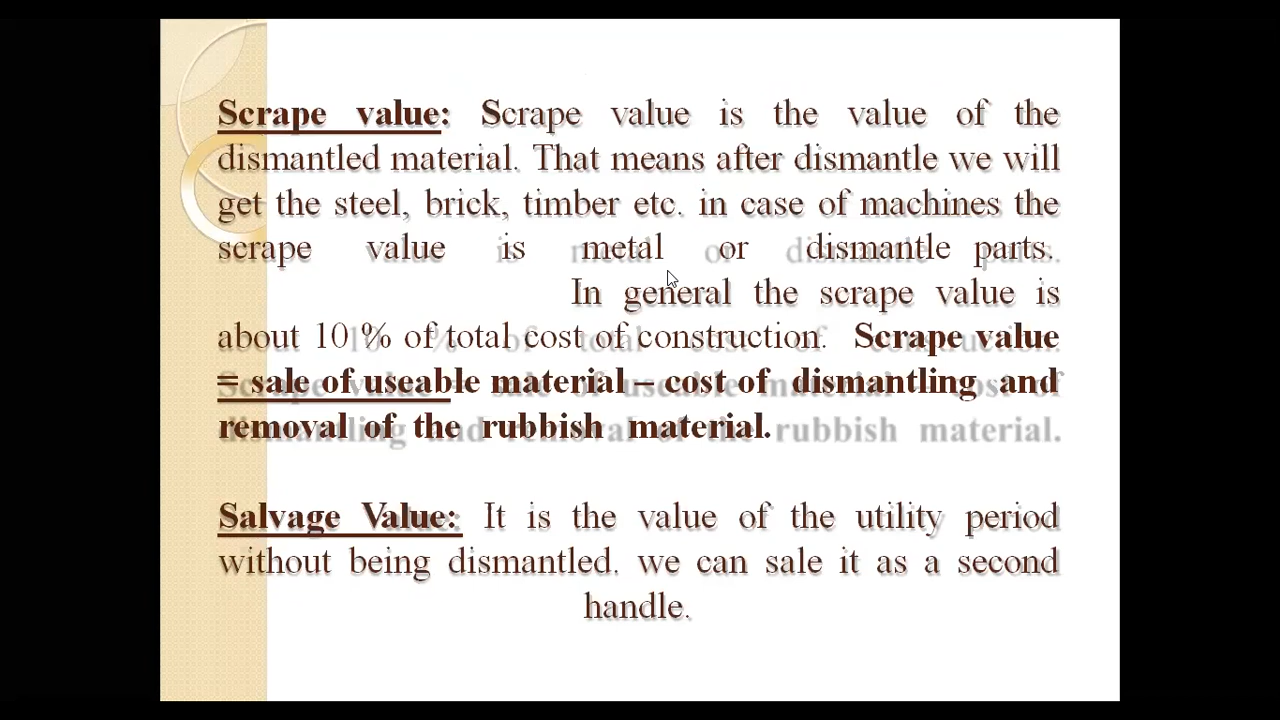 Scrape value: Scrape value is the value of the
dismantled material. That means after dismantle we will
get the steel, brick, timber etc. in case of machines the
scrape value is metal or dismantle parts.
In general the scrape value is
about 10 % of total cost of construction. Scrape value
= sale of useable material – cost of dismantling and
removal of the rubbish material.
Salvage Value: It is the value of the utility period
without being dismantled. we can sale it as a second
handle.